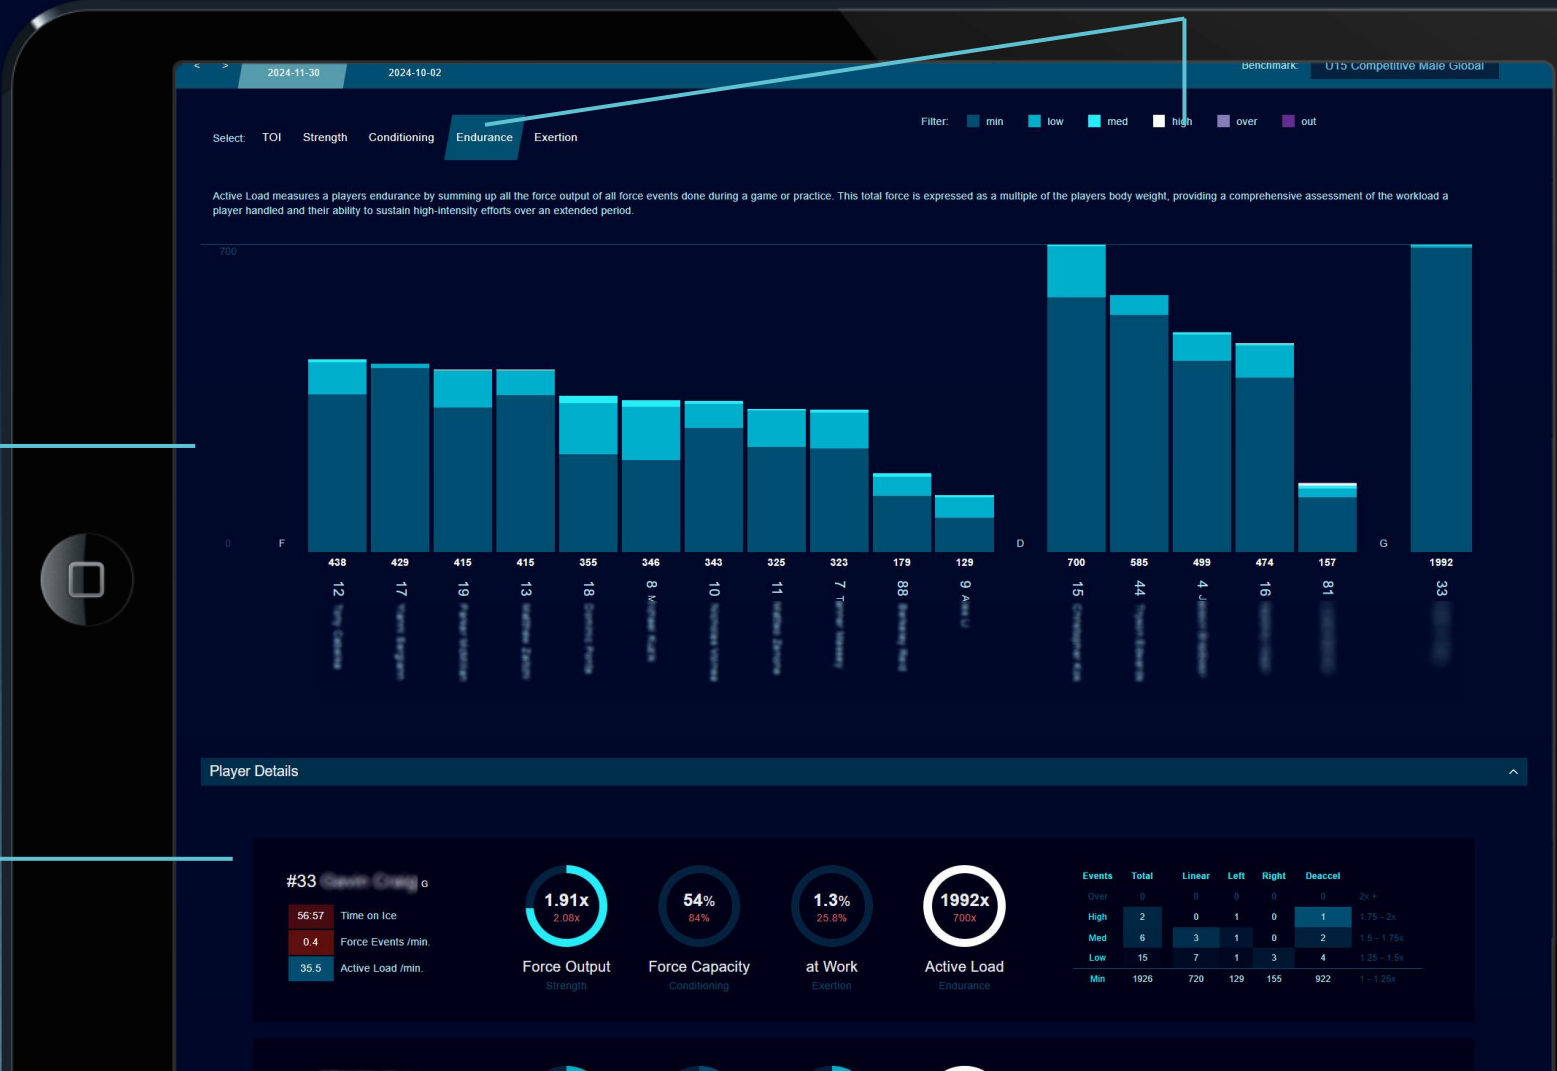 < >
2024-11-30
2024-10-02
Benchmark:
U15 Competitive Male Global
Select:
TOI
Strength
Conditioning
Endurance
Exertion
Filter:
min
low
med
high
over
out
Active Load measures a players endurance by summing up all the force output of all force events done during a game or practice. This total force is expressed as a multiple of the players body weight, providing a comprehensive assessment of the workload a
player handled and their ability to sustain high-intensity efforts over an extended period.
700
0
F
D
G
438 429 415 415 355 346 343 325 323 179 129 700 585 499 474 157 1992
12
17
19
13
18
8
10
11
7
88
9
15
44
4
16
81
33
Player Details
#33
G
56:57 Time on Ice
0.4 Force Events /min.
35.5 Active Load /min.
1.91x
2.08x
Force Output
Strength
54%
84%
Force Capacity
Conditioning
1.3%
25.8%
at Work
Exertion
1992x
700x
Active Load
Endurance
Events Total Linear Left Right Deaccel
Over 0 0 0 0 0 2x +
High 2 0 1 0 1 1.75 - 2x
Med 6 3 1 0 2 1.5 - 1.75x
Low 15 7 1 3 4 1.25 - 1.5x
Min 1926 720 129 155 922 1 - 1.25x